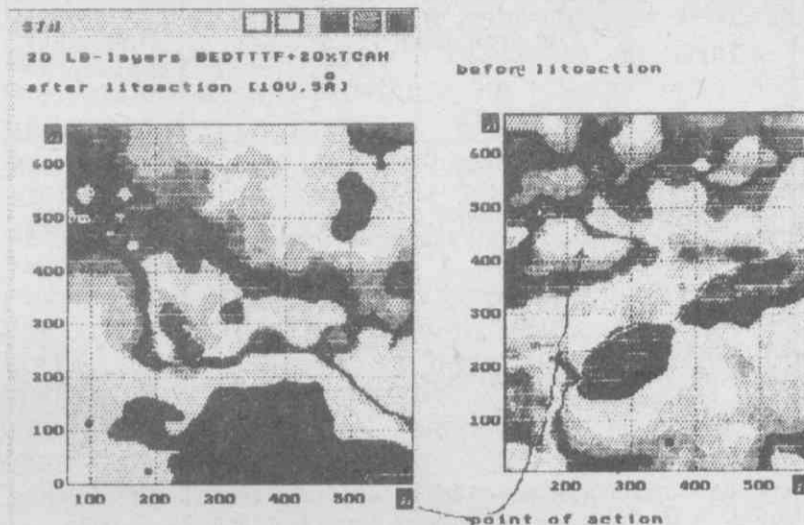 STM
20 LB-layers BEDTTTF+20%TCAH
after litoaction [10V,5Å]
before litoaction
600
500
400
300
200
100
0
100 200 300 400 500
600
500
400
300
200
100
200 300 400 500
point of action